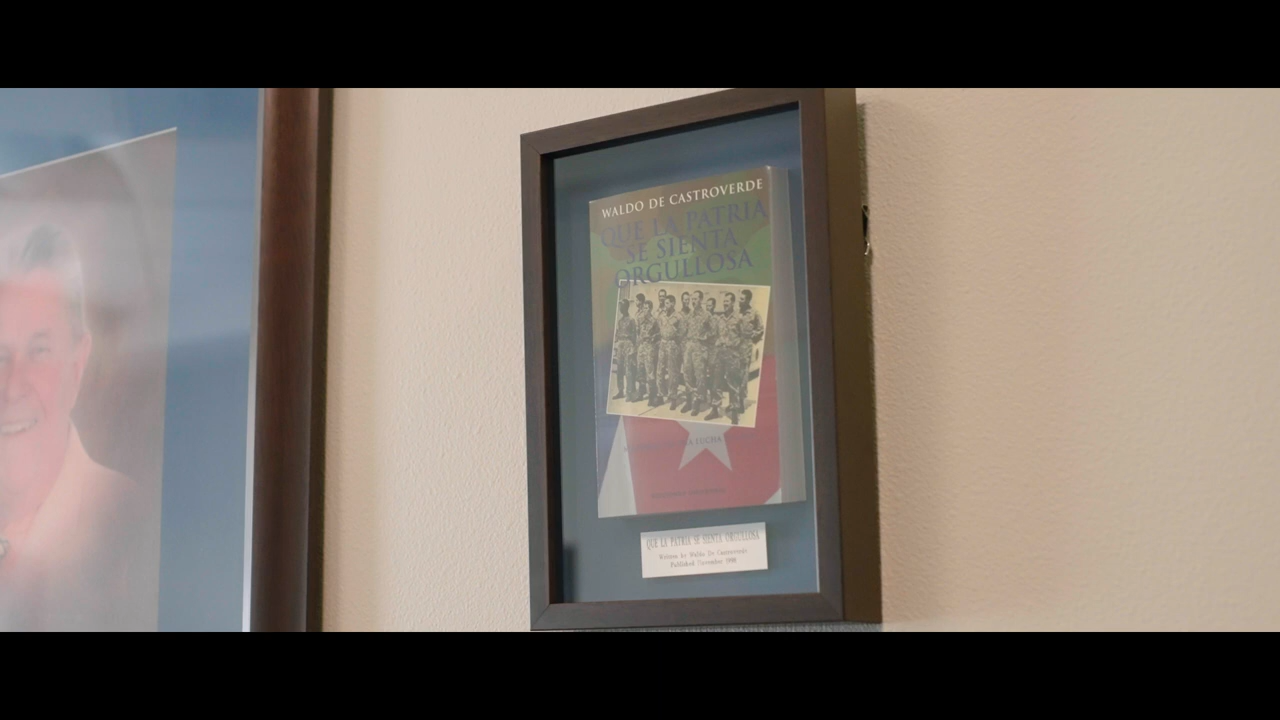 WALDO DE CASTROVERDE
QUE LA PATRIA
SE SIENTA
ORGULLOSA
LUCHA
QUE LA PATRIA SE SIENTA ORGULLOSA
Written by Waldo De Castroverde
Published November